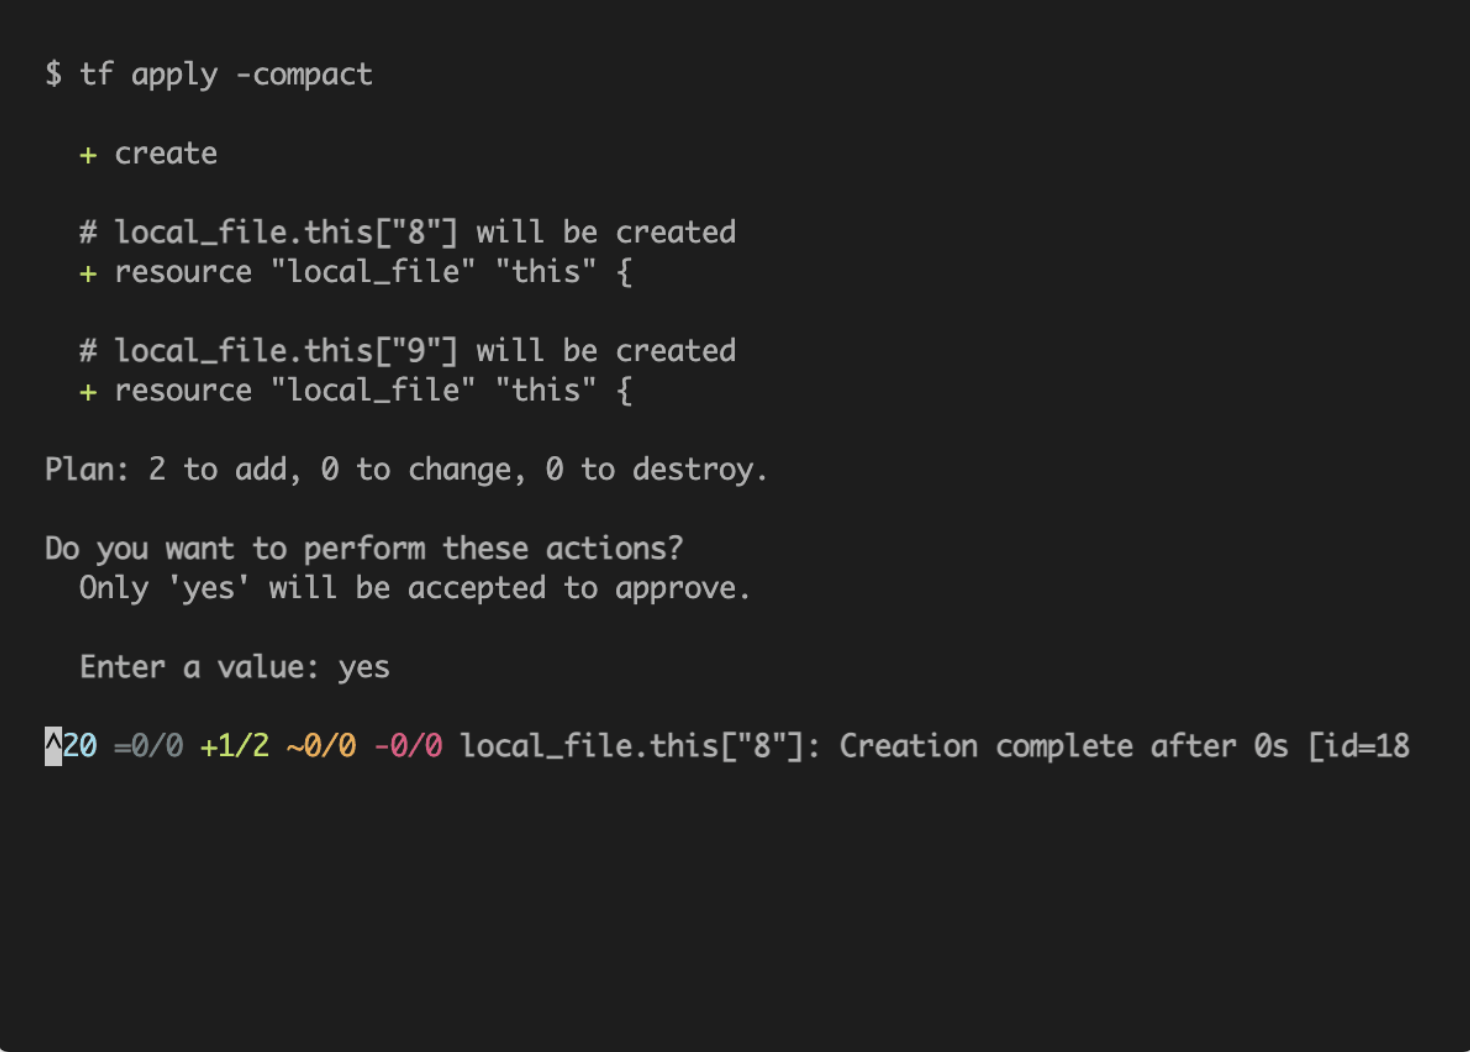 $ tf apply -compact
+ create
# local_file.this["8"] will be created
+ resource "local_file" "this" {
# local_file.this["9"] will be created
+ resource "local_file" "this" {
Plan: 2 to add, 0 to change, 0 to destroy.
Do you want to perform these actions?
Only 'yes' will be accepted to approve.
Enter a value: yes
^20 =0/0 +1/2 ~0/0 -0/0 local_file.this["8"]: Creation complete after 0s [id=18